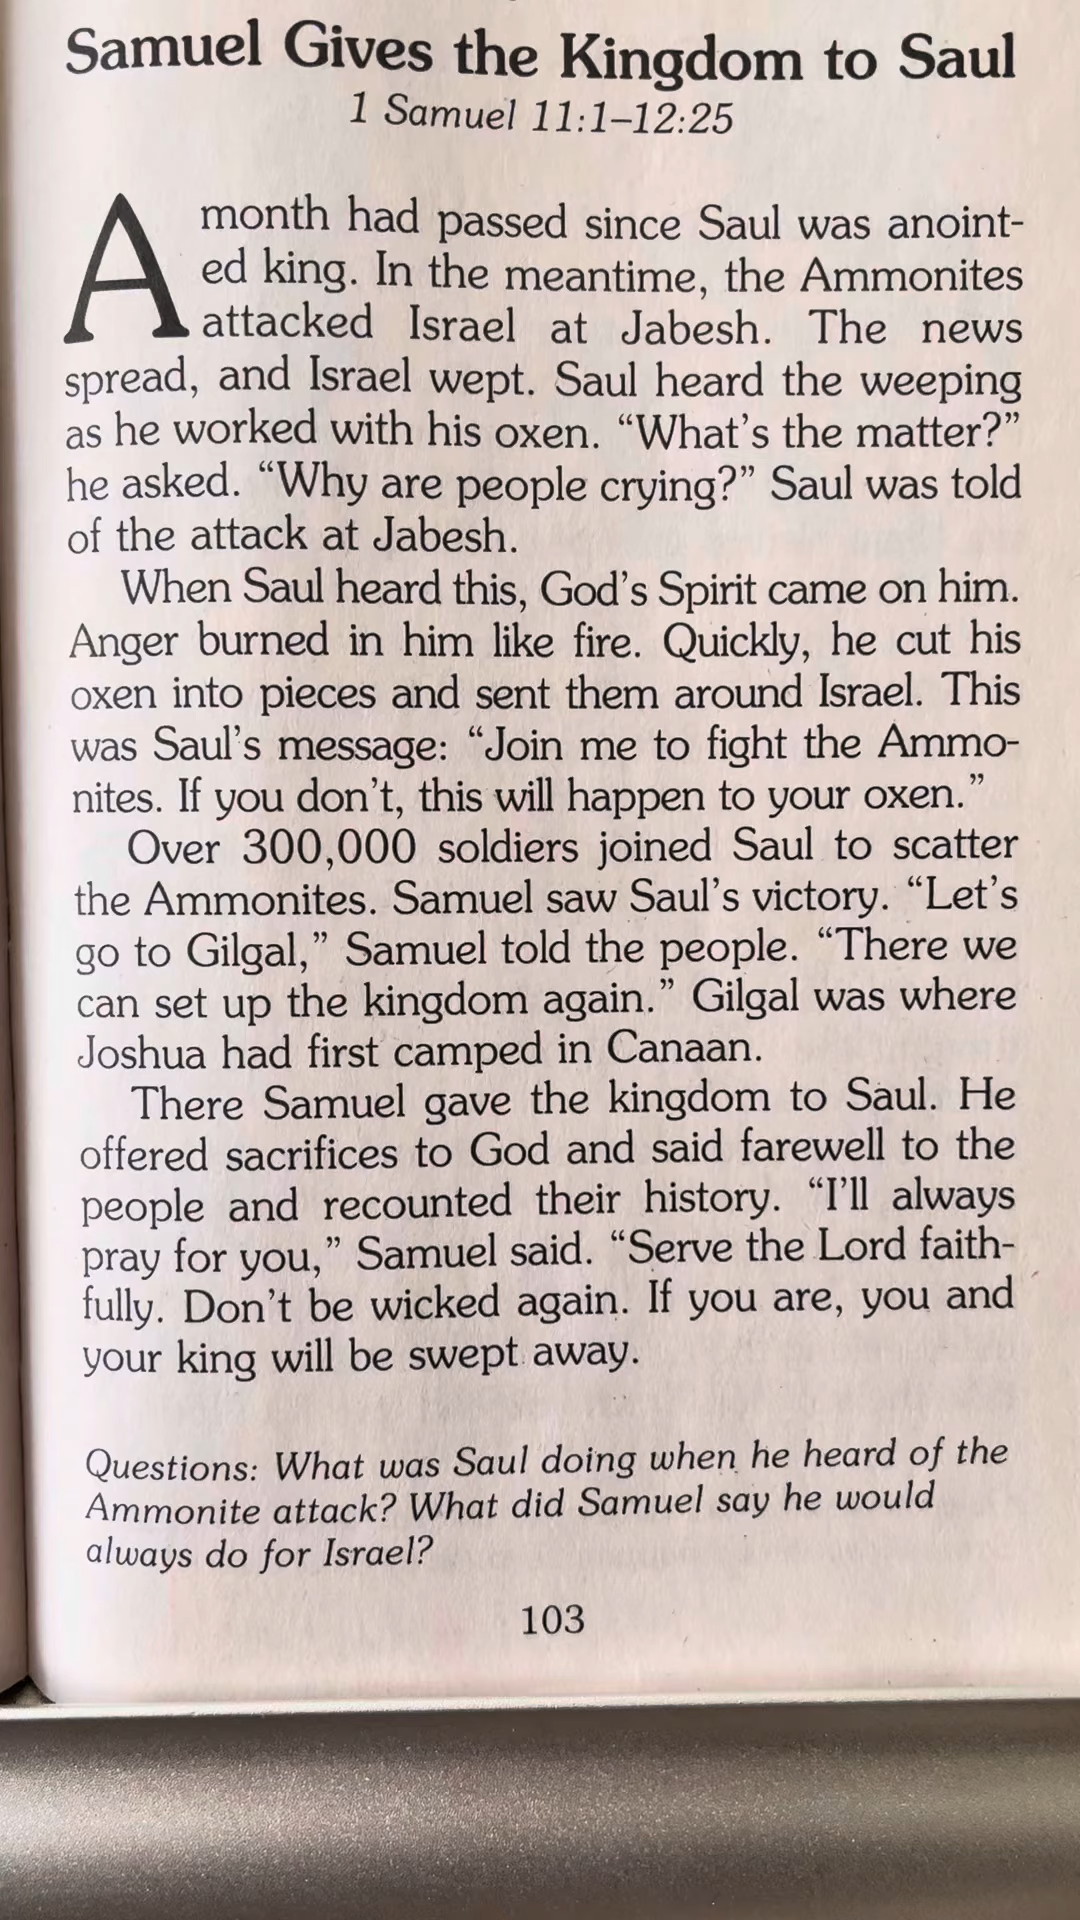 Samuel Gives the Kingdom to Saul
1 Samuel 11:1–12:25
A month had passed since Saul was anoint-
ed king. In the meantime, the Ammonites
attacked Israel at Jabesh. The news
spread, and Israel wept. Saul heard the weeping
as he worked with his oxen. “What’s the matter?”
he asked. “Why are people crying?” Saul was told
of the attack at Jabesh.
When Saul heard this, God’s Spirit came on him.
Anger burned in him like fire. Quickly, he cut his
oxen into pieces and sent them around Israel. This
was Saul’s message: “Join me to fight the Ammo-
nites. If you don’t, this will happen to your oxen.”
Over 300,000 soldiers joined Saul to scatter
the Ammonites. Samuel saw Saul’s victory. “Let’s
go to Gilgal,” Samuel told the people. “There we
can set up the kingdom again.” Gilgal was where
Joshua had first camped in Canaan.
There Samuel gave the kingdom to Saul. He
offered sacrifices to God and said farewell to the
people and recounted their history. “I’ll always
pray for you,” Samuel said. “Serve the Lord faith-
fully. Don’t be wicked again. If you are, you and
your king will be swept away.
Questions: What was Saul doing when he heard of the
Ammonite attack? What did Samuel say he would
always do for Israel?
103